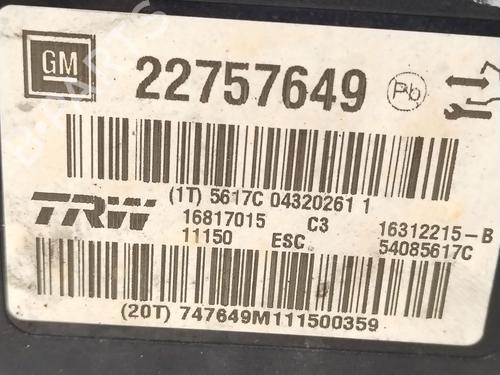 GM 22757649 Pb
(1T) 5617C 04320261 1
TRW 16817015 C3 16312215-B
11150 ESC 54085617C
(20T) 747649M111500359